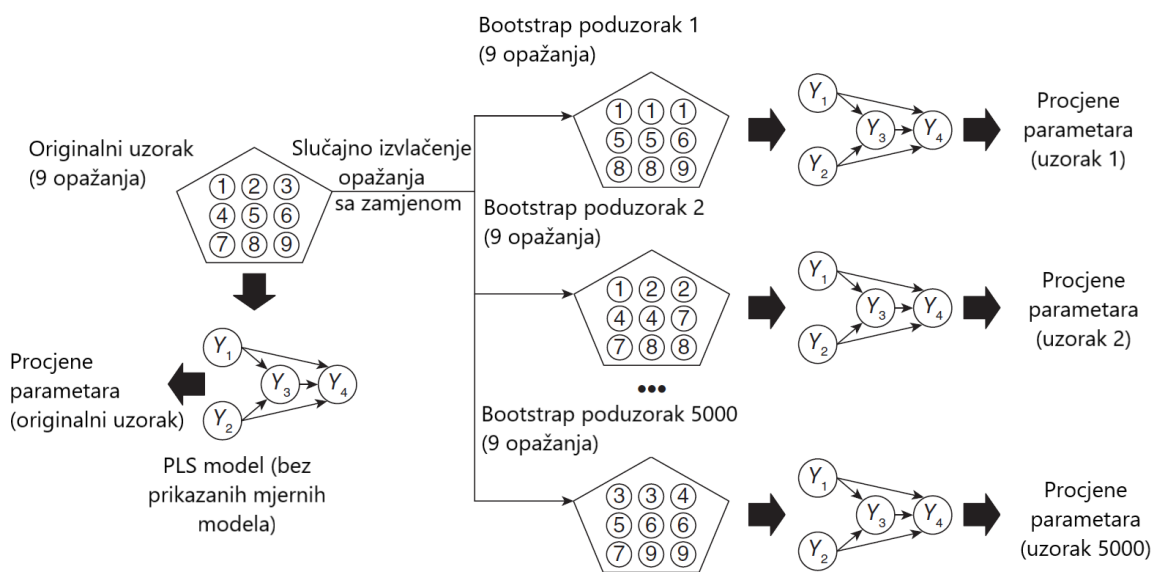 Originalni uzorak
(9 opažanja)
1 2 3
4 5 6
7 8 9
Slučajno izvlačenje
opažanja
sa zamjenom
Procjene
parametara
(originalni uzorak)
Y1
Y3 Y4
Y2
PLS model (bez
prikazanih mjernih
modela)
Bootstrap poduzorak 1
(9 opažanja)
1 1 1
5 5 6
8 8 9
Y1
Y3 Y4
Y2
Procjene
parametara
(uzorak 1)
Bootstrap poduzorak 2
(9 opažanja)
1 2 2
4 4 7
7 8 8
Y1
Y3 Y4
Y2
Procjene
parametara
(uzorak 2)
•••
Bootstrap poduzorak 5000
(9 opažanja)
3 3 4
5 6 6
7 9 9
Y1
Y3 Y4
Y2
Procjene
parametara
(uzorak 5000)